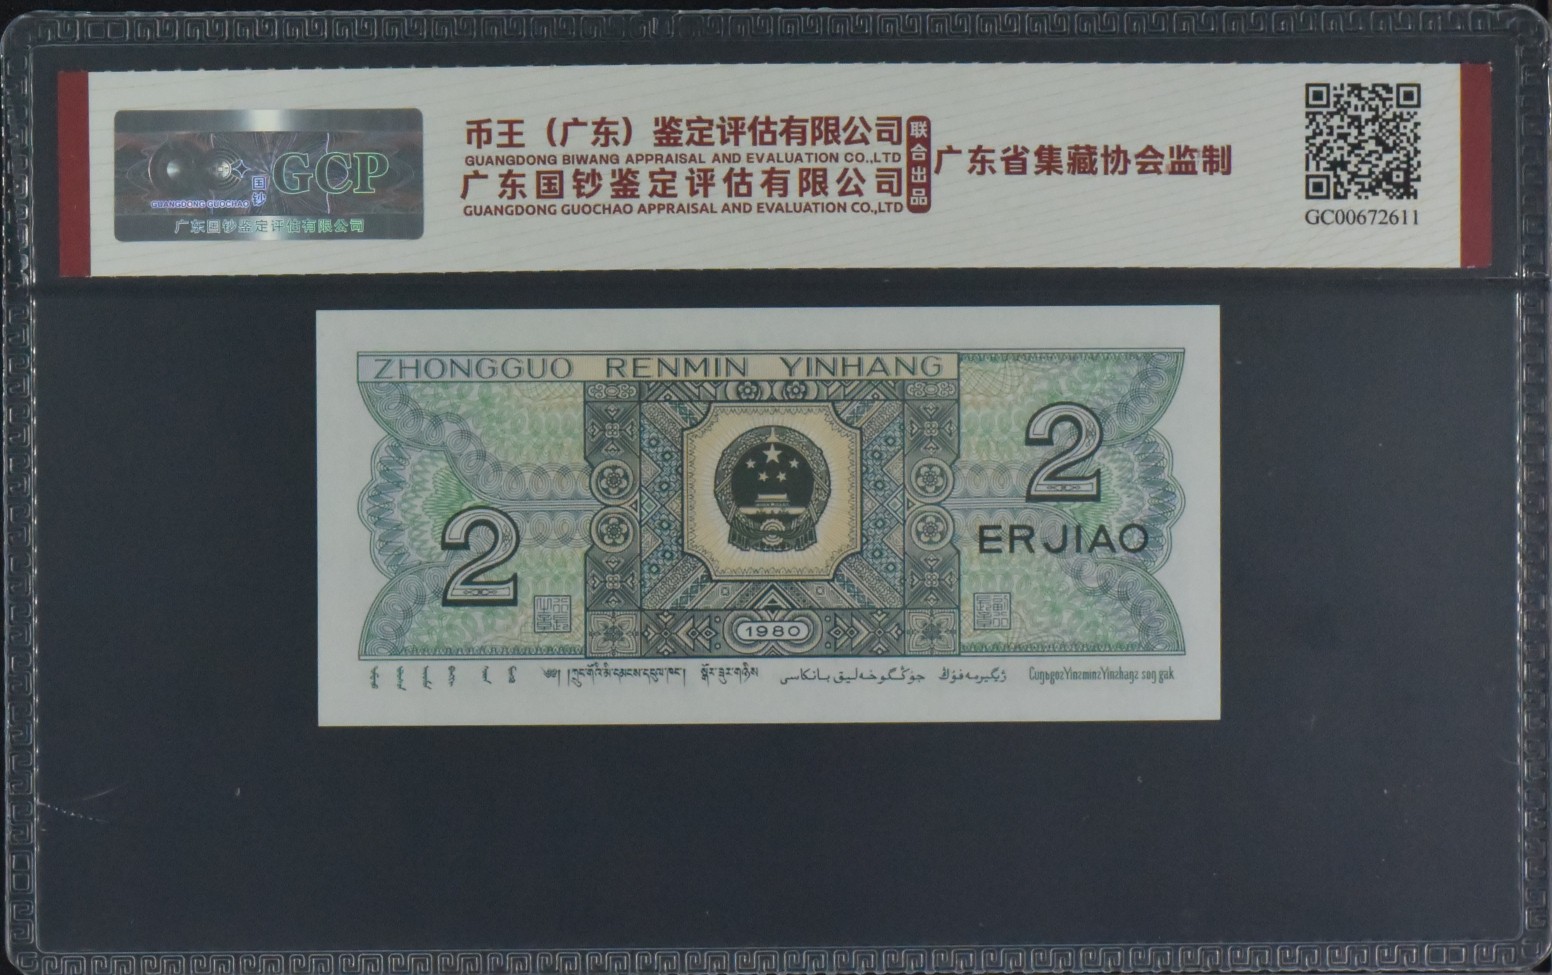 币王（广东）鉴定评估有限公司
GUANGDONG BIWANG APPRAISAL AND EVALUATION CO.,LTD
广东国钞鉴定评估有限公司
GUANGDONG GUOCHAO APPRAISAL AND EVALUATION CO.,LTD
联合出品
广东省集藏协会监制
GCP
国钞
GUANGDONG GUOCHAO
广东国钞鉴定评估有限公司
GC00672611
ZHONGGUO RENMIN YINHANG
2
2
ERJIAO
1980